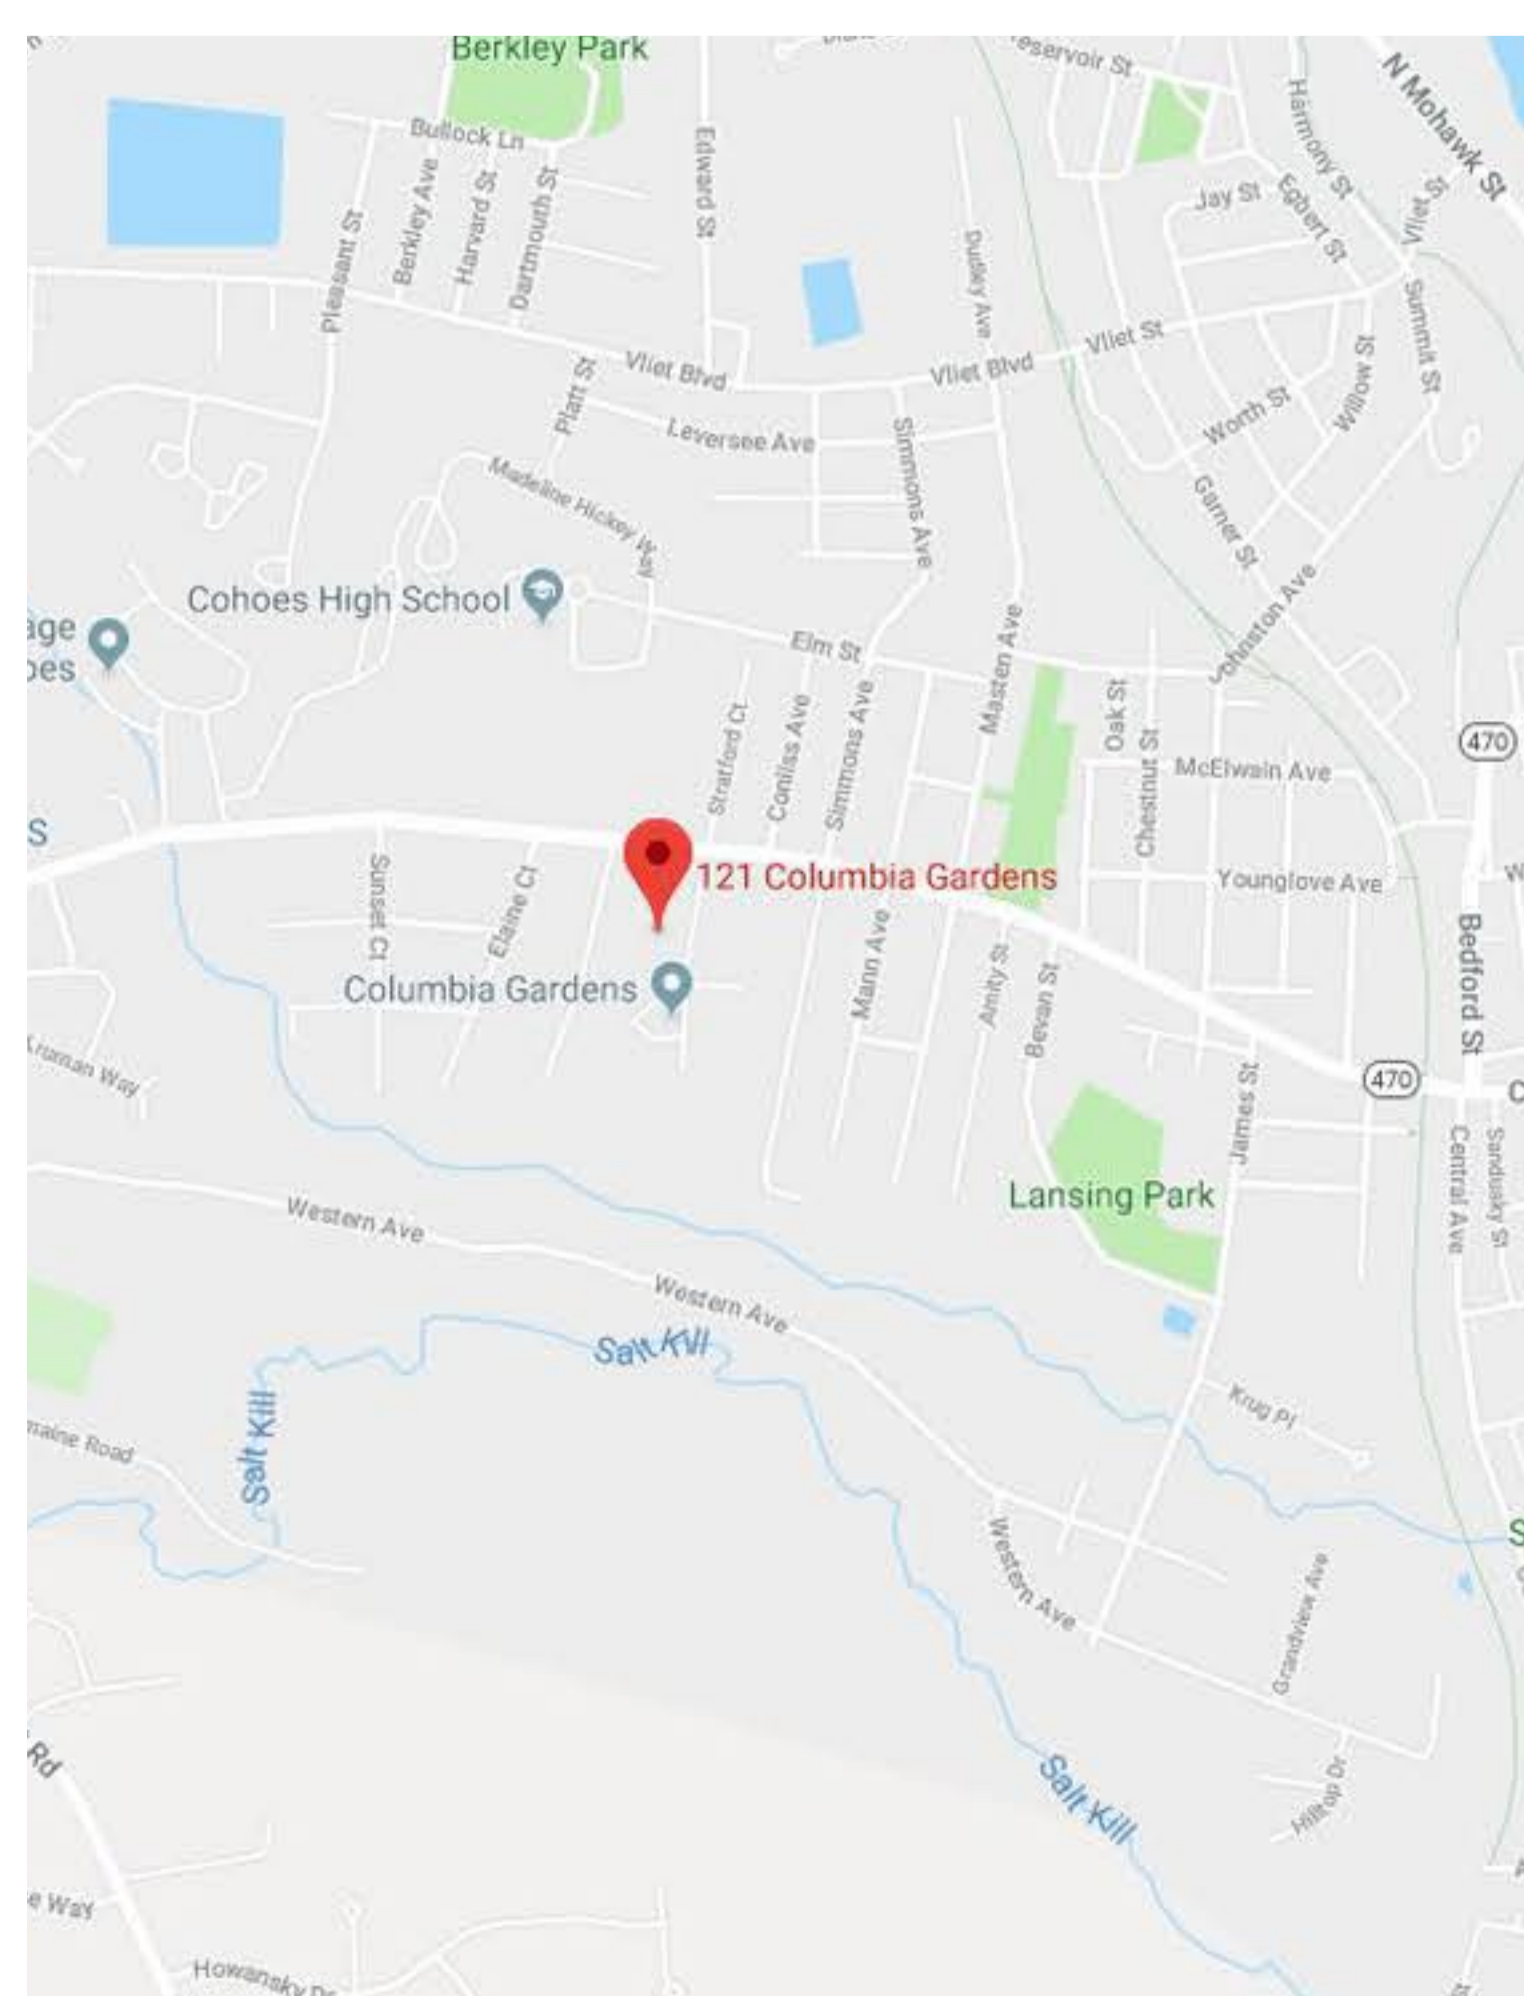 Berkley Park
N Mohawk St
Harmony St
Bullock Ln
Edward St
Berkley Ave
Harvard St
Dartmouth St
Pleasant St
Jay St
Egbert St
Vliet St
Dudley Ave
Summit St
Vliet St
Vliet Blvd
Vliet Blvd
Platt St
Willow St
Worth St
Leversee Ave
Simmons Ave
Madeline Hickey Way
Garner St
Cohoes High School
Johnston Ave
Elm St
Masten Ave
Stratford Ct
Conliss Ave
Simmons Ave
Oak St
Chestnut St
470
McElwain Ave
S
121 Columbia Gardens
Younglove Ave
Sunset Ct
Elaine Ct
Mann Ave
Amity St
Bevan St
Bedford St
Columbia Gardens
470
James St
Central Ave
Sandusky St
Lansing Park
Western Ave
Western Ave
Salt Kill
Salt Kill
Krug Pl
Road
Western Ave
Grandview Ave
Rd
Salt Kill
Hilltop Dr
Way
Howansky Dr